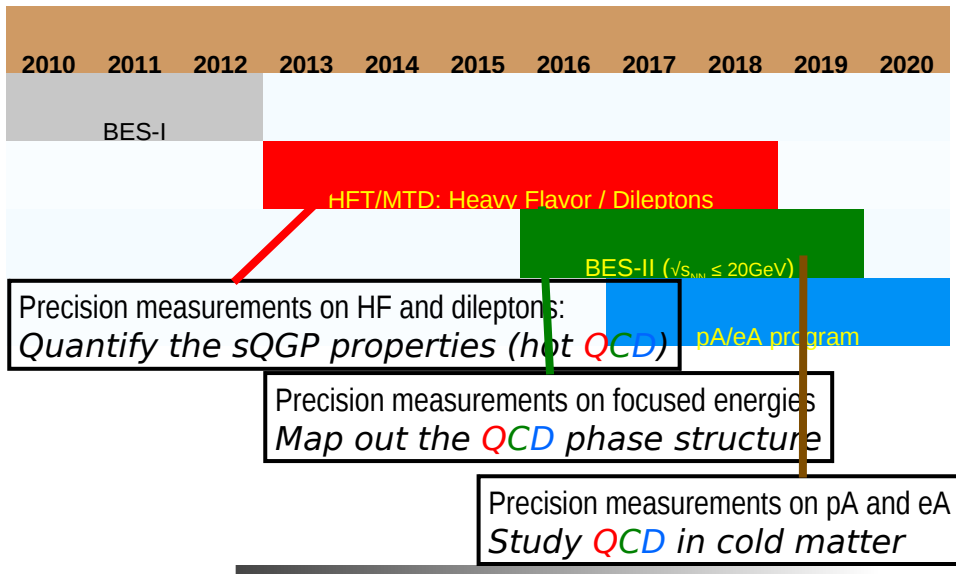 2010 2011 2012 2013 2014 2015 2016 2017 2018 2019 2020
BES-I
HFT/MTD: Heavy Flavor / Dileptons
BES-II (√sNN ≤ 20GeV)
pA/eA program
Precision measurements on HF and dileptons:
Quantify the sQGP properties (hot QCD)
Precision measurements on focused energies
Map out the QCD phase structure
Precision measurements on pA and eA
Study QCD in cold matter